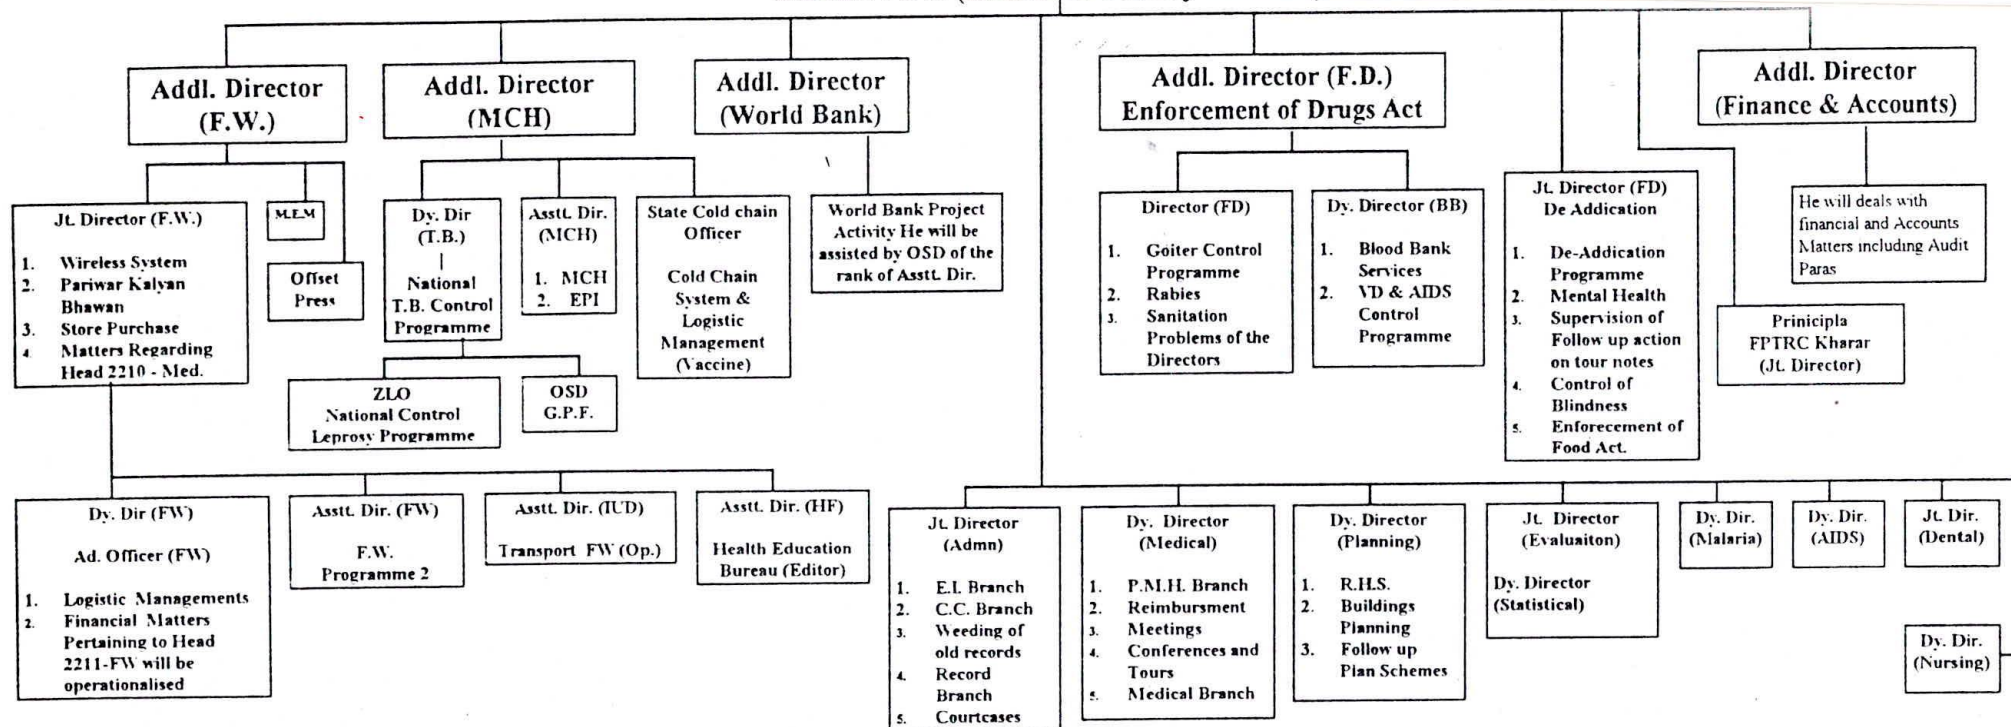 Addl. Director
(F.W.)
Addl. Director
(MCH)
Addl. Director
(World Bank)
Addl. Director (F.D.)
Enforcement of Drugs Act
Addl. Director
(Finance & Accounts)
Jt. Director (F.W.)
1. Wireless System
2. Pariwar Kalyan
Bhawan
3. Store Purchase
4. Matters Regarding
Head 2210 - Med.
M.E.M
Offset
Press
Dy. Dir
(T.B.)
National
T.B. Control
Programme
Asstt. Dir.
(MCH)
1. MCH
2. EPI
State Cold chain
Officer
Cold Chain
System &
Logistic
Management
(Vaccine)
World Bank Project
Activity He will be
assisted by OSD of the
rank of Asstt. Dir.
Director (FD)
1. Goiter Control
Programme
2. Rabies
3. Sanitation
Problems of the
Directors
Dy. Director (BB)
1. Blood Bank
Services
2. VD & AIDS
Control
Programme
Jt. Director (FD)
De Addication
1. De-Addication
Programme
2. Mental Health
3. Supervision of
Follow up action
on tour notes
4. Control of
Blindness
5. Enforecement of
Food Act.
He will deals with
financial and Accounts
Matters including Audit
Paras
Prinicipla
FPTRC Kharar
(Jt. Director)
ZLO
National Control
Leprosy Programme
OSD
G.P.F.
Dy. Dir (FW)
Ad. Officer (FW)
1. Logistic Managements
2. Financial Matters
Pertaining to Head
2211-FW will be
operationalised
Asstt. Dir. (FW)
F.W.
Programme 2
Asstt. Dir. (IUD)
Transport FW (Op.)
Asstt. Dir. (HF)
Health Education
Bureau (Editor)
Jt. Director
(Admn)
1. E.I. Branch
2. C.C. Branch
3. Weeding of
old records
4. Record
Branch
5. Courtcases
Dy. Director
(Medical)
1. P.M.H. Branch
2. Reimbursment
3. Meetings
4. Conferences and
Tours
5. Medical Branch
Dy. Director
(Planning)
1. R.H.S.
2. Buildings
Planning
3. Follow up
Plan Schemes
Jt. Director
(Evaluaiton)
Dy. Director
(Statistical)
Dy. Dir.
(Malaria)
Dy. Dir.
(AIDS)
Jt. Dir.
(Dental)
Dy. Dir.
(Nursing)